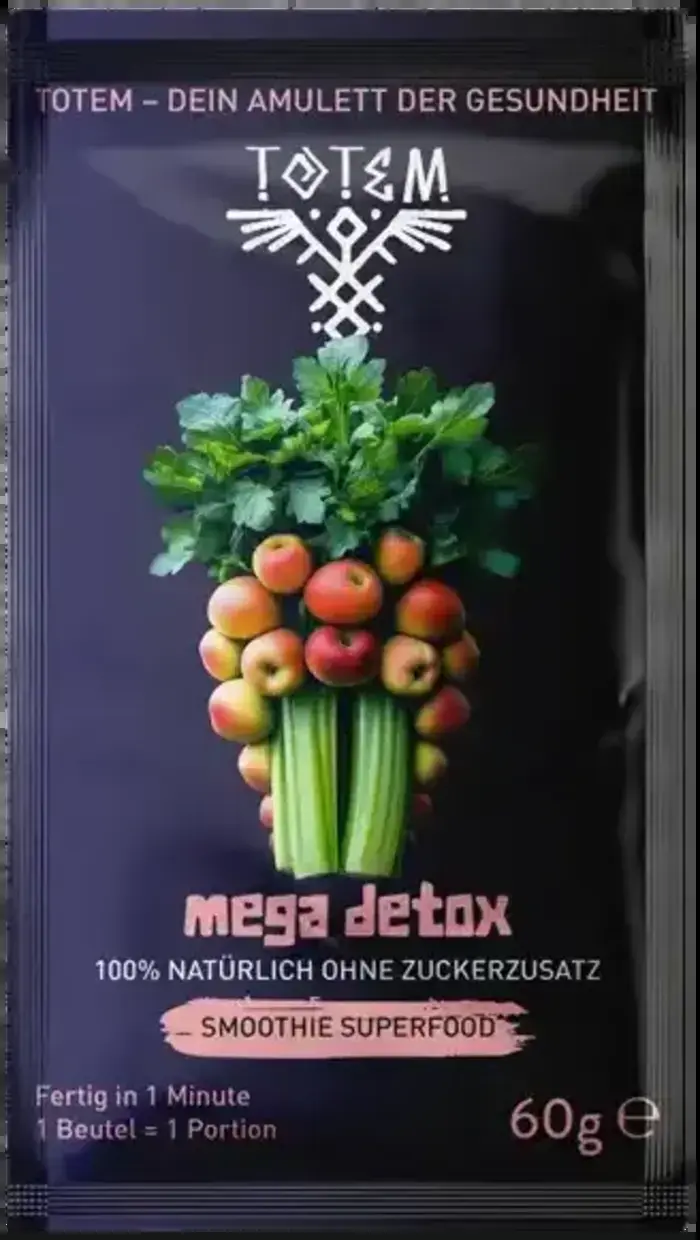 TOTEM – DEIN AMULETT DER GESUNDHEIT
TOTEM
mega detox
100% NATÜRLICH OHNE ZUCKERZUSATZ
SMOOTHIE SUPERFOOD
Fertig in 1 Minute
1 Beutel = 1 Portion
60g ℮